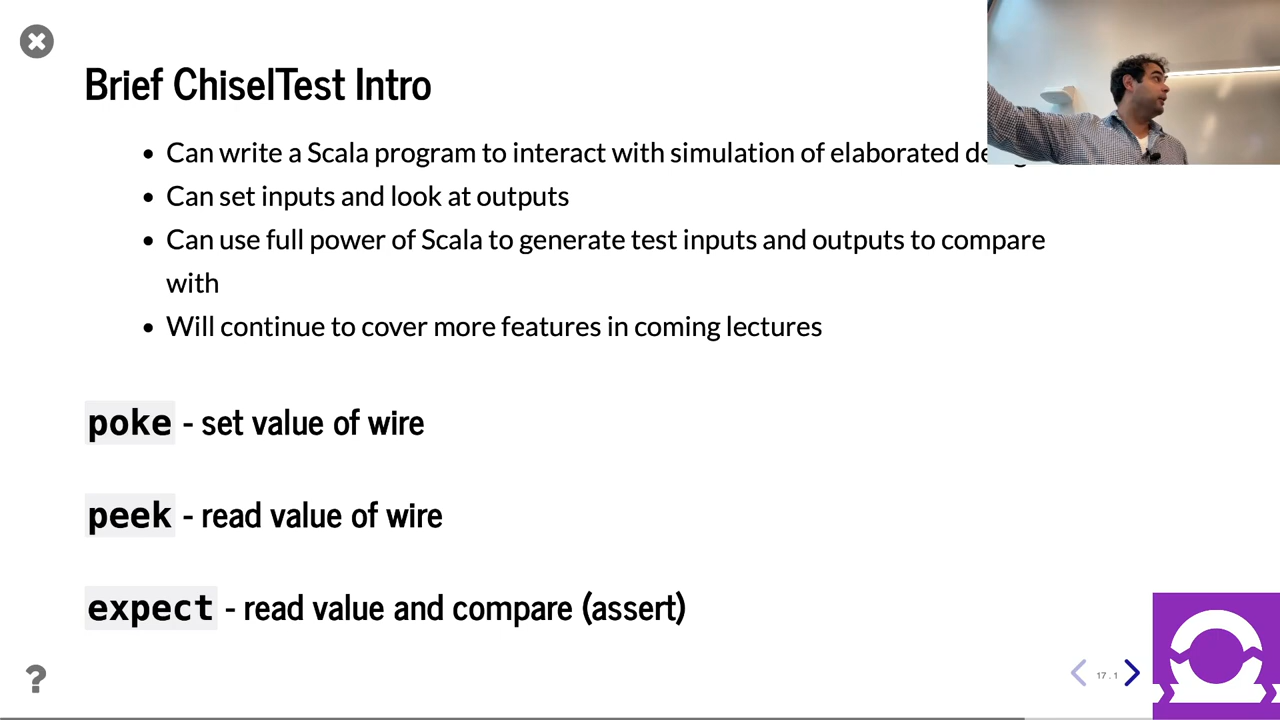 Brief ChiselTest Intro
Can write a Scala program to interact with simulation of elaborated
Can set inputs and look at outputs
Can use full power of Scala to generate test inputs and outputs to compare
with
Will continue to cover more features in coming lectures
poke - set value of wire
peek - read value of wire
expect - read value and compare (assert)
?
17 . 1